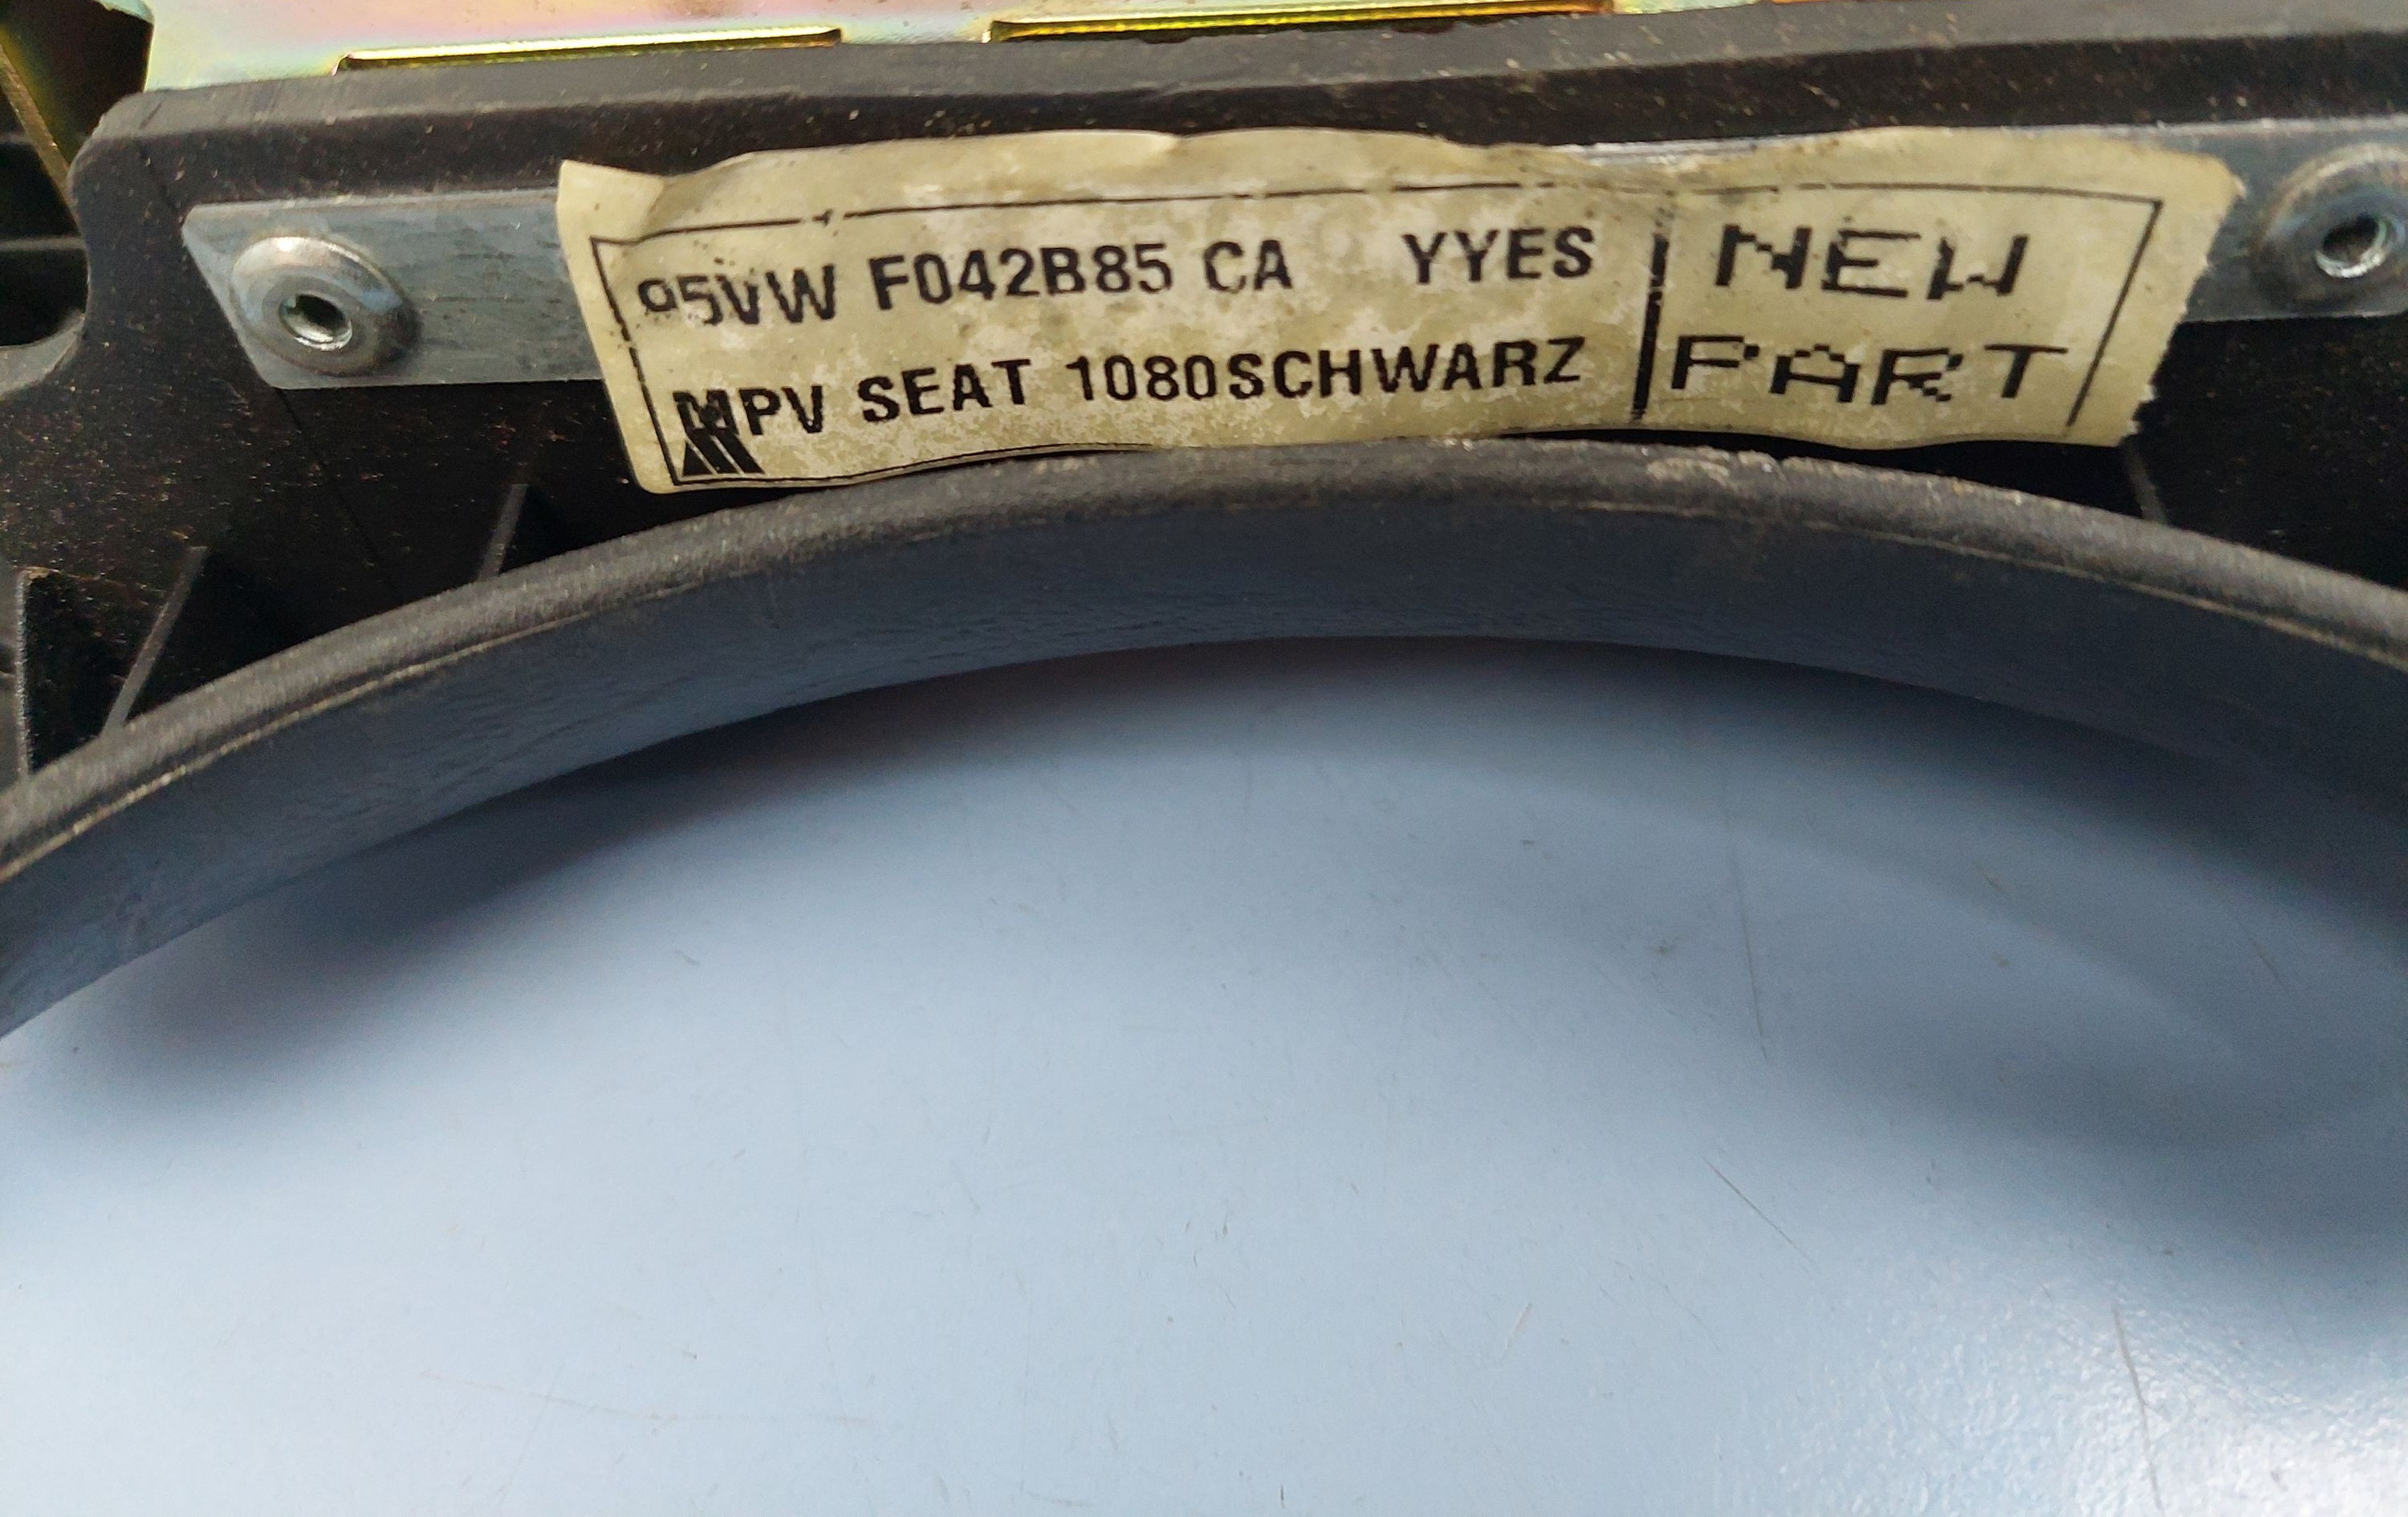 95VW F042B85 CA YYES
MPV SEAT 1080SCHWARZ
NEW
PART